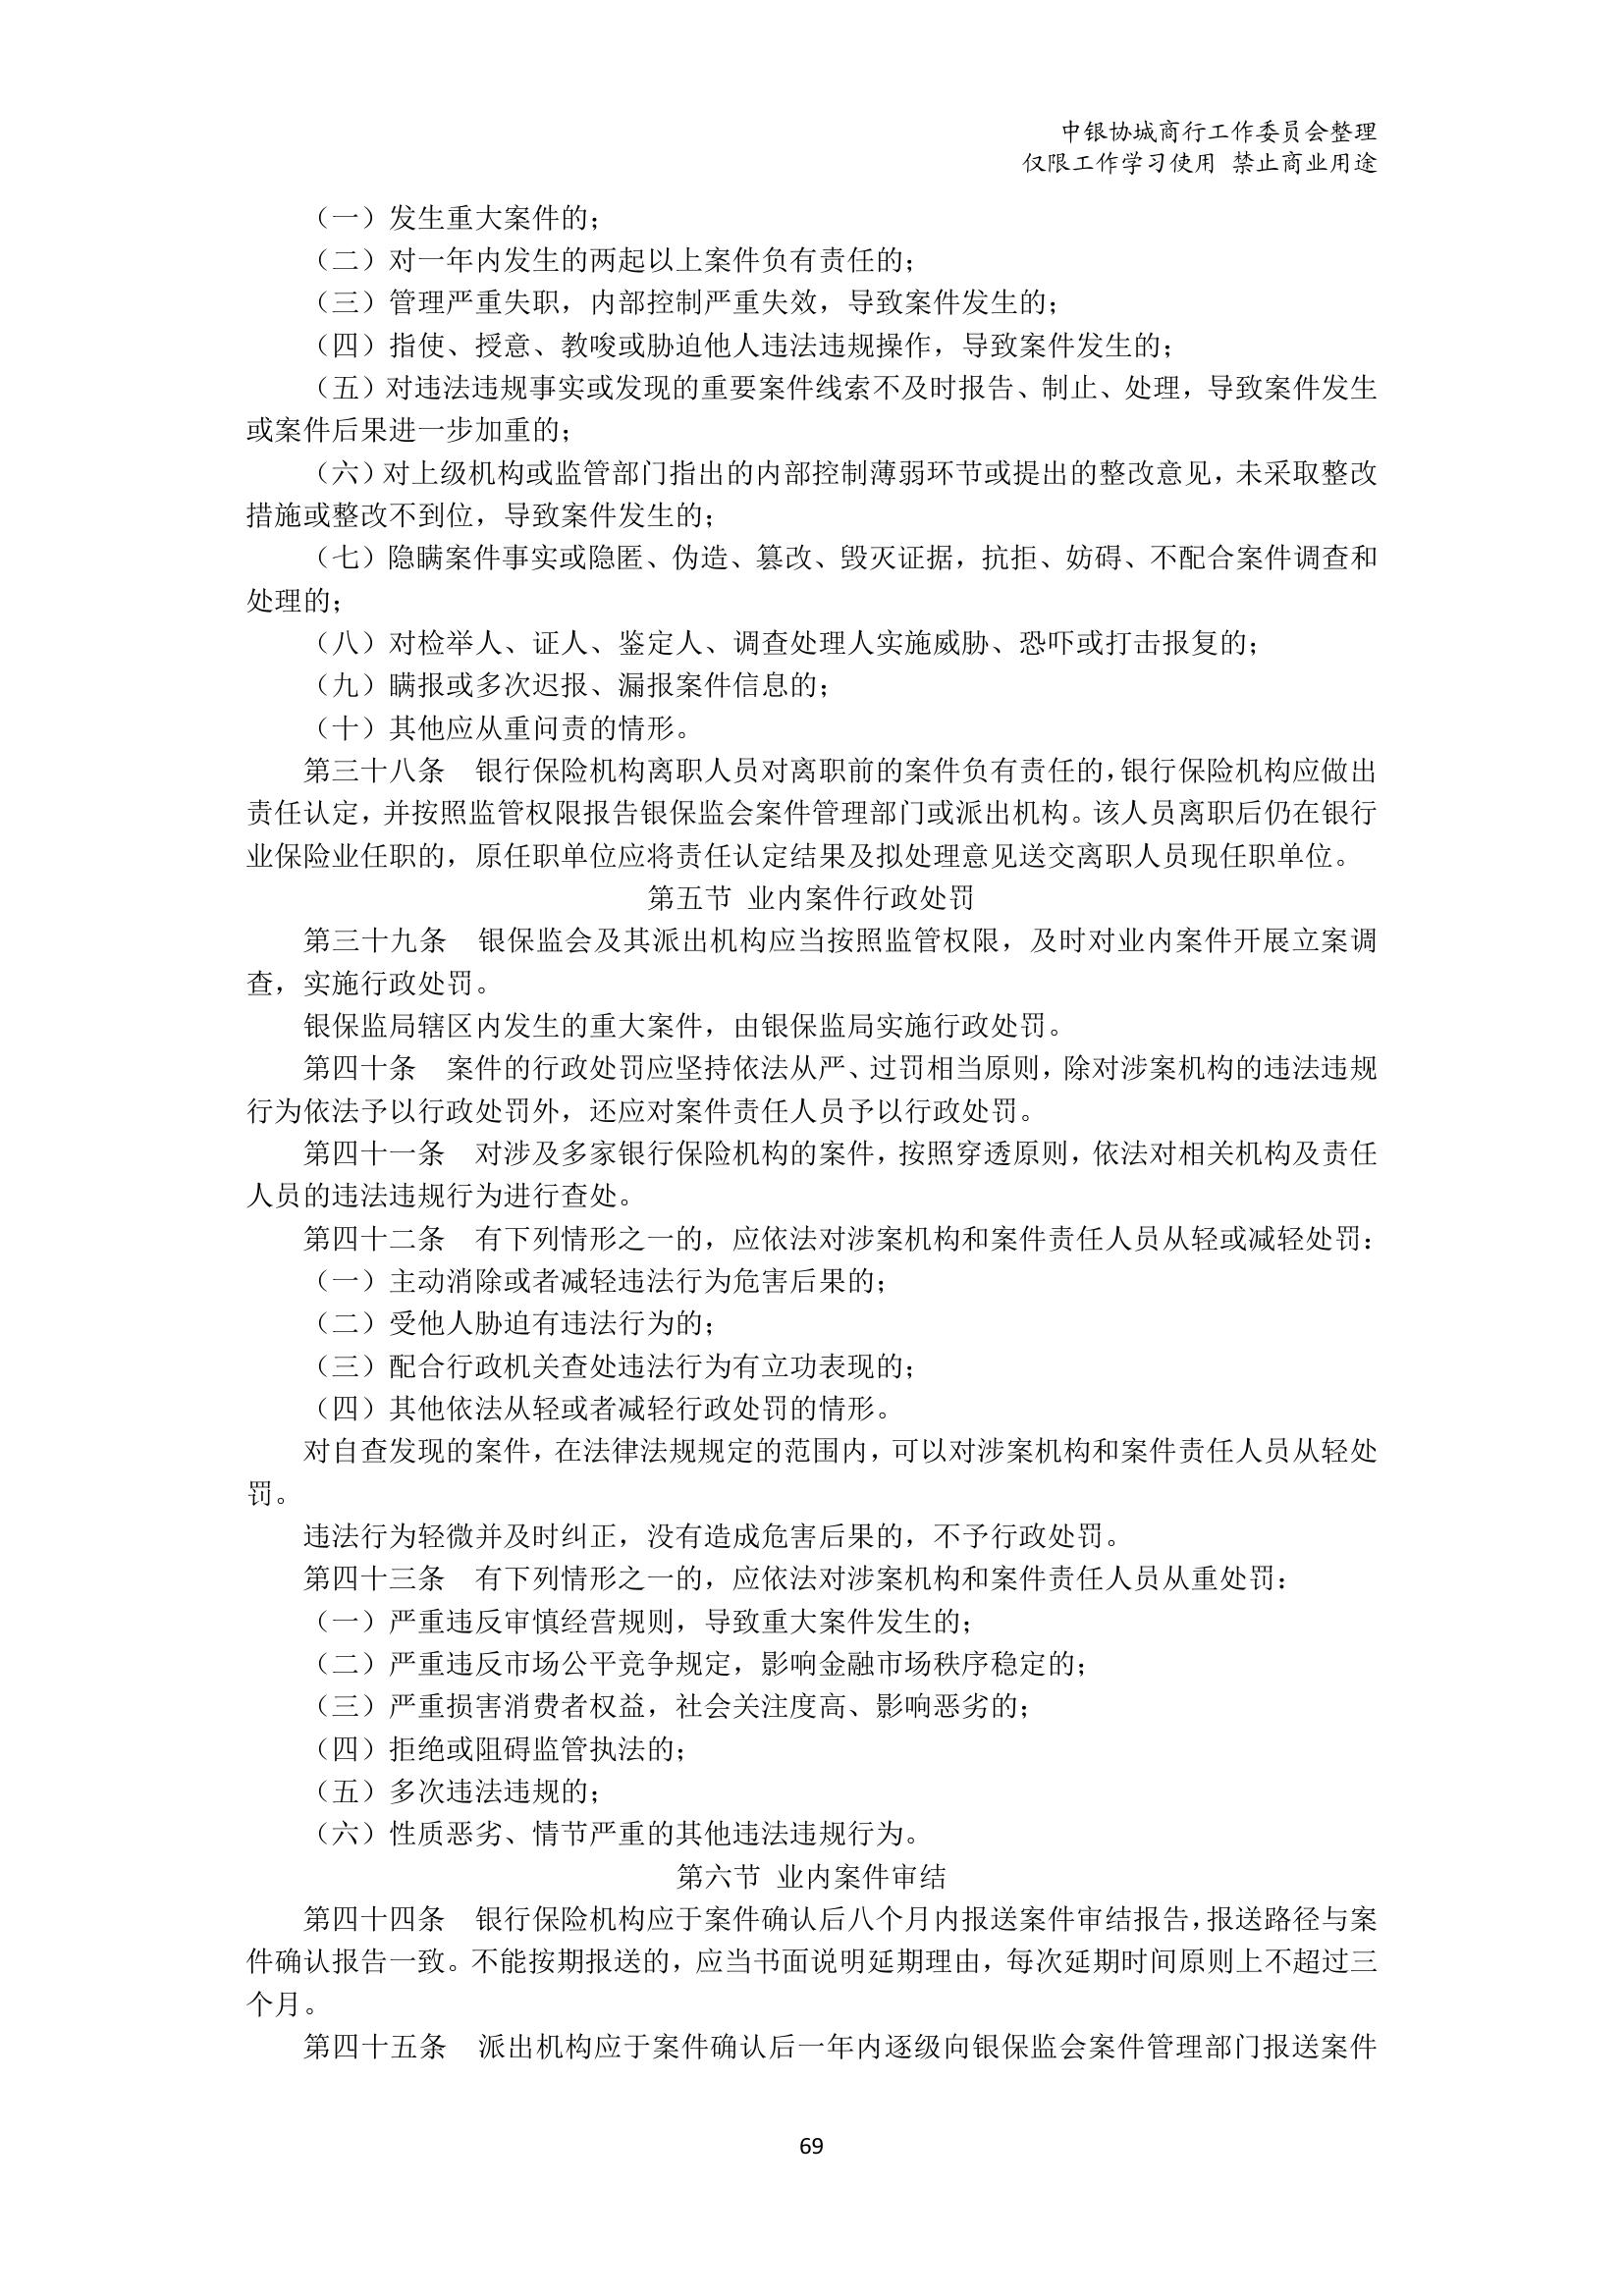 中银协城商行工作委员会整理
仅限工作学习使用 禁止商业用途
（一）发生重大案件的；
（二）对一年内发生的两起以上案件负有责任的；
（三）管理严重失职，内部控制严重失效，导致案件发生的；
（四）指使、授意、教唆或胁迫他人违法违规操作，导致案件发生的；
（五）对违法违规事实或发现的重要案件线索不及时报告、制止、处理，导致案件发生
或案件后果进一步加重的；
（六）对上级机构或监管部门指出的内部控制薄弱环节或提出的整改意见，未采取整改
措施或整改不到位，导致案件发生的；
（七）隐瞒案件事实或隐匿、伪造、篡改、毁灭证据，抗拒、妨碍、不配合案件调查和
处理的；
（八）对检举人、证人、鉴定人、调查处理人实施威胁、恐吓或打击报复的；
（九）瞒报或多次迟报、漏报案件信息的；
（十）其他应从重问责的情形。
第三十八条　银行保险机构离职人员对离职前的案件负有责任的，银行保险机构应做出
责任认定，并按照监管权限报告银保监会案件管理部门或派出机构。该人员离职后仍在银行
业保险业任职的，原任职单位应将责任认定结果及拟处理意见送交离职人员现任职单位。
第五节 业内案件行政处罚
第三十九条　银保监会及其派出机构应当按照监管权限，及时对业内案件开展立案调
查，实施行政处罚。
银保监局辖区内发生的重大案件，由银保监局实施行政处罚。
第四十条　案件的行政处罚应坚持依法从严、过罚相当原则，除对涉案机构的违法违规
行为依法予以行政处罚外，还应对案件责任人员予以行政处罚。
第四十一条　对涉及多家银行保险机构的案件，按照穿透原则，依法对相关机构及责任
人员的违法违规行为进行查处。
第四十二条　有下列情形之一的，应依法对涉案机构和案件责任人员从轻或减轻处罚：
（一）主动消除或者减轻违法行为危害后果的；
（二）受他人胁迫有违法行为的；
（三）配合行政机关查处违法行为有立功表现的；
（四）其他依法从轻或者减轻行政处罚的情形。
对自查发现的案件，在法律法规规定的范围内，可以对涉案机构和案件责任人员从轻处
罚。
违法行为轻微并及时纠正，没有造成危害后果的，不予行政处罚。
第四十三条　有下列情形之一的，应依法对涉案机构和案件责任人员从重处罚：
（一）严重违反审慎经营规则，导致重大案件发生的；
（二）严重违反市场公平竞争规定，影响金融市场秩序稳定的；
（三）严重损害消费者权益，社会关注度高、影响恶劣的；
（四）拒绝或阻碍监管执法的；
（五）多次违法违规的；
（六）性质恶劣、情节严重的其他违法违规行为。
第六节 业内案件审结
第四十四条　银行保险机构应于案件确认后八个月内报送案件审结报告，报送路径与案
件确认报告一致。不能按期报送的，应当书面说明延期理由，每次延期时间原则上不超过三
个月。
第四十五条　派出机构应于案件确认后一年内逐级向银保监会案件管理部门报送案件
69